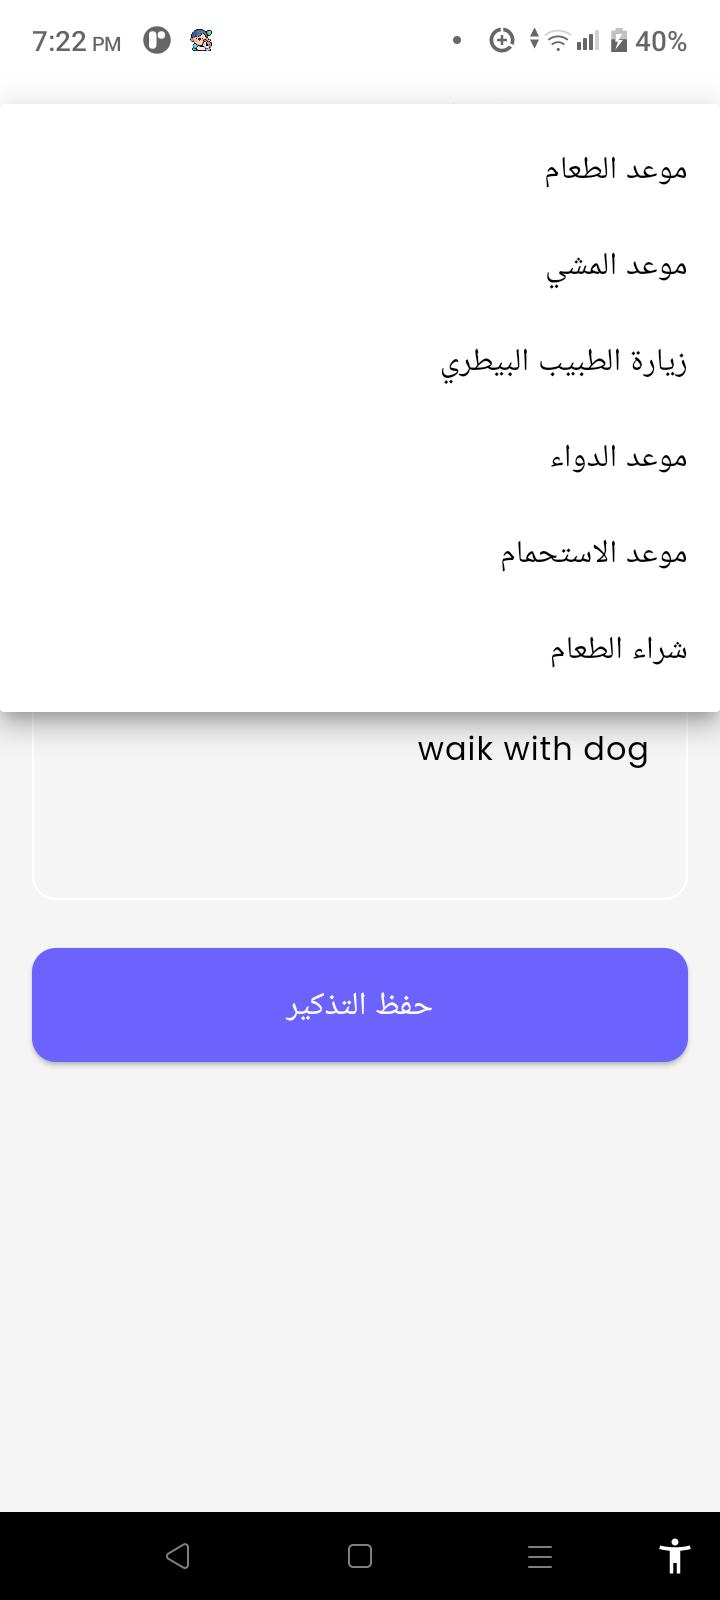 7:22 PM
40%
موعد الطعام
موعد المشي
زيارة الطبيب البيطري
موعد الدواء
موعد الاستحمام
شراء الطعام
waik with dog
حفظ التذكير